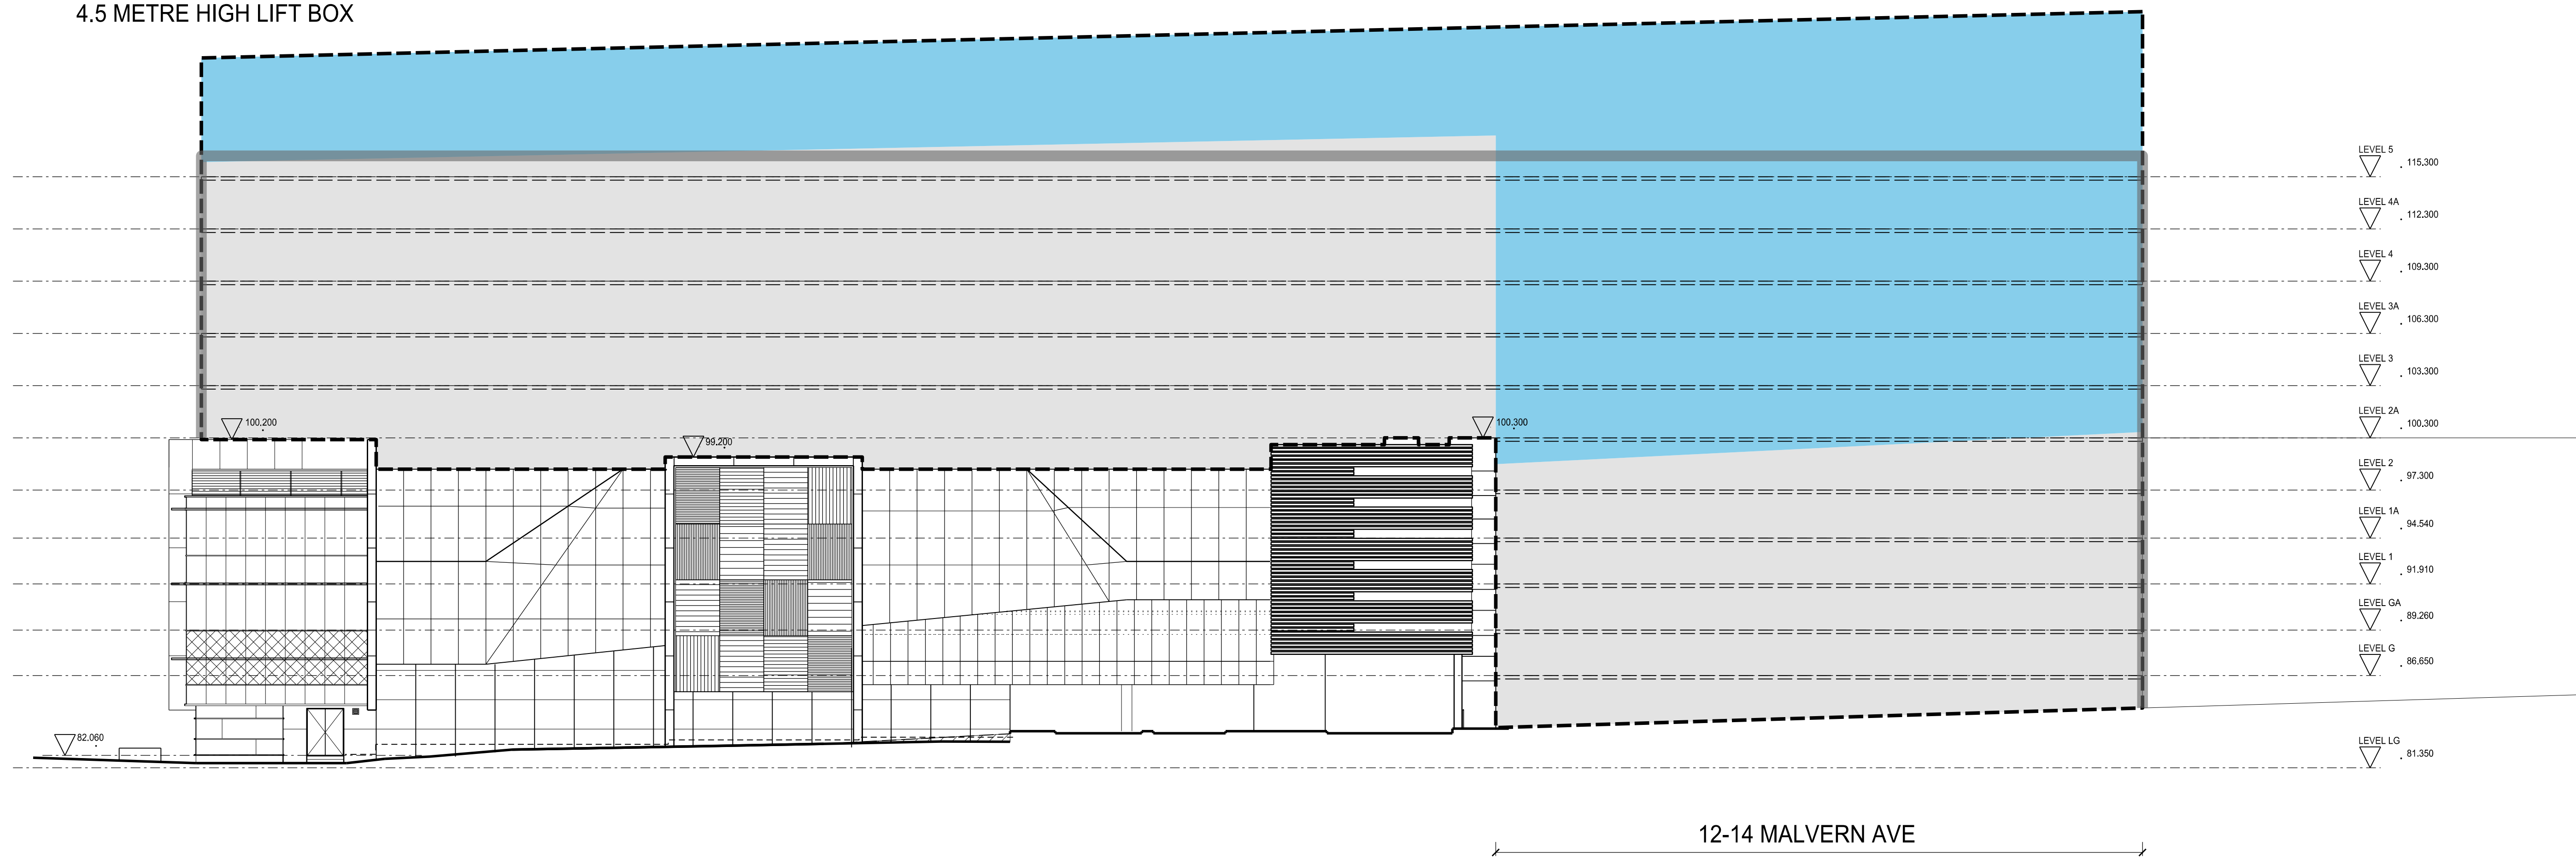 4.5 METRE HIGH LIFT BOX
LEVEL 5
115.300
LEVEL 4A
112.300
LEVEL 4
109.300
LEVEL 3A
106.300
LEVEL 3
103.300
100.200
99.200
100.300
LEVEL 2A
100.300
LEVEL 2
97.300
LEVEL 1A
94.540
LEVEL 1
91.910
LEVEL GA
89.260
LEVEL G
86.650
82.060
LEVEL LG
81.350
12-14 MALVERN AVE